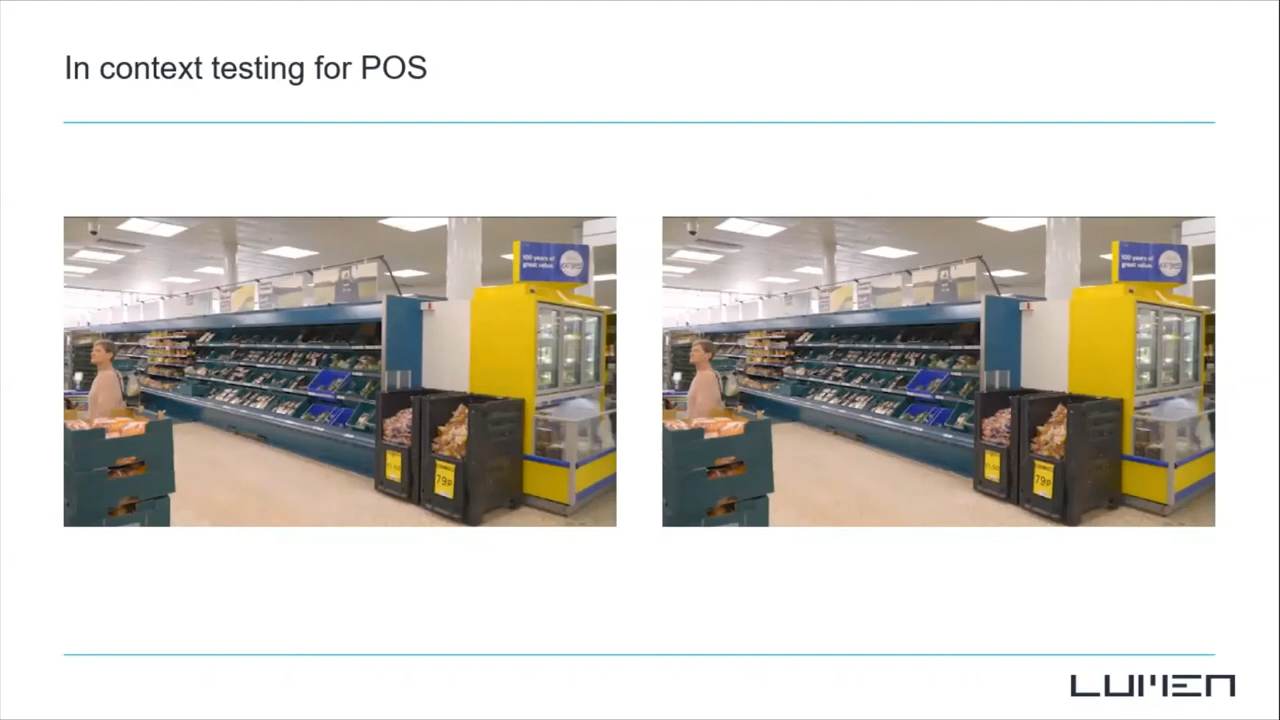 In context testing for POS
100 years of
great value.
100 years of
great value.
79p
79p
LUMEN